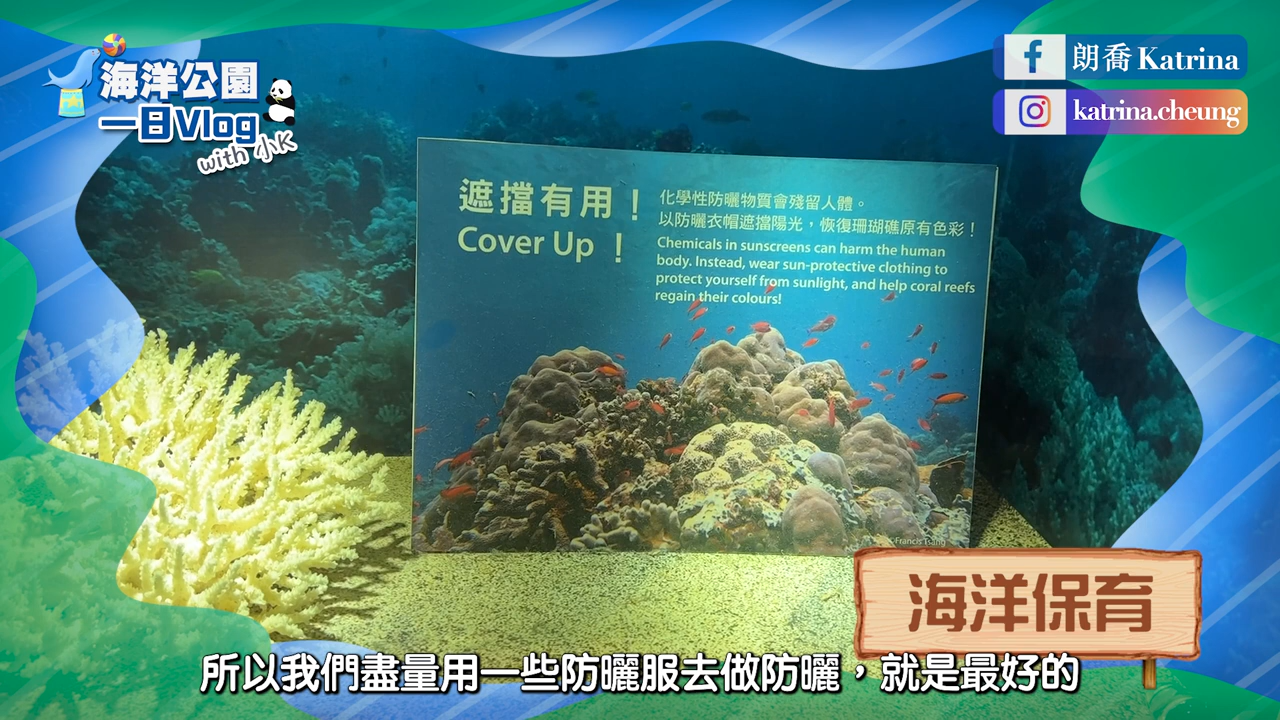 海洋公園
一日Vlog
with 小K
朗喬 Katrina
katrina.cheung
遮擋有用！
Cover Up！
化學性防曬物質會殘留人體。
以防曬衣帽遮擋陽光，恢復珊瑚礁原有色彩！
Chemicals in sunscreens can harm the human
body. Instead, wear sun-protective clothing to
protect yourself from sunlight, and help coral reefs
regain their colours!
©Francis Tsang
海洋保育
所以我們盡量用一些防曬服去做防曬，就是最好的